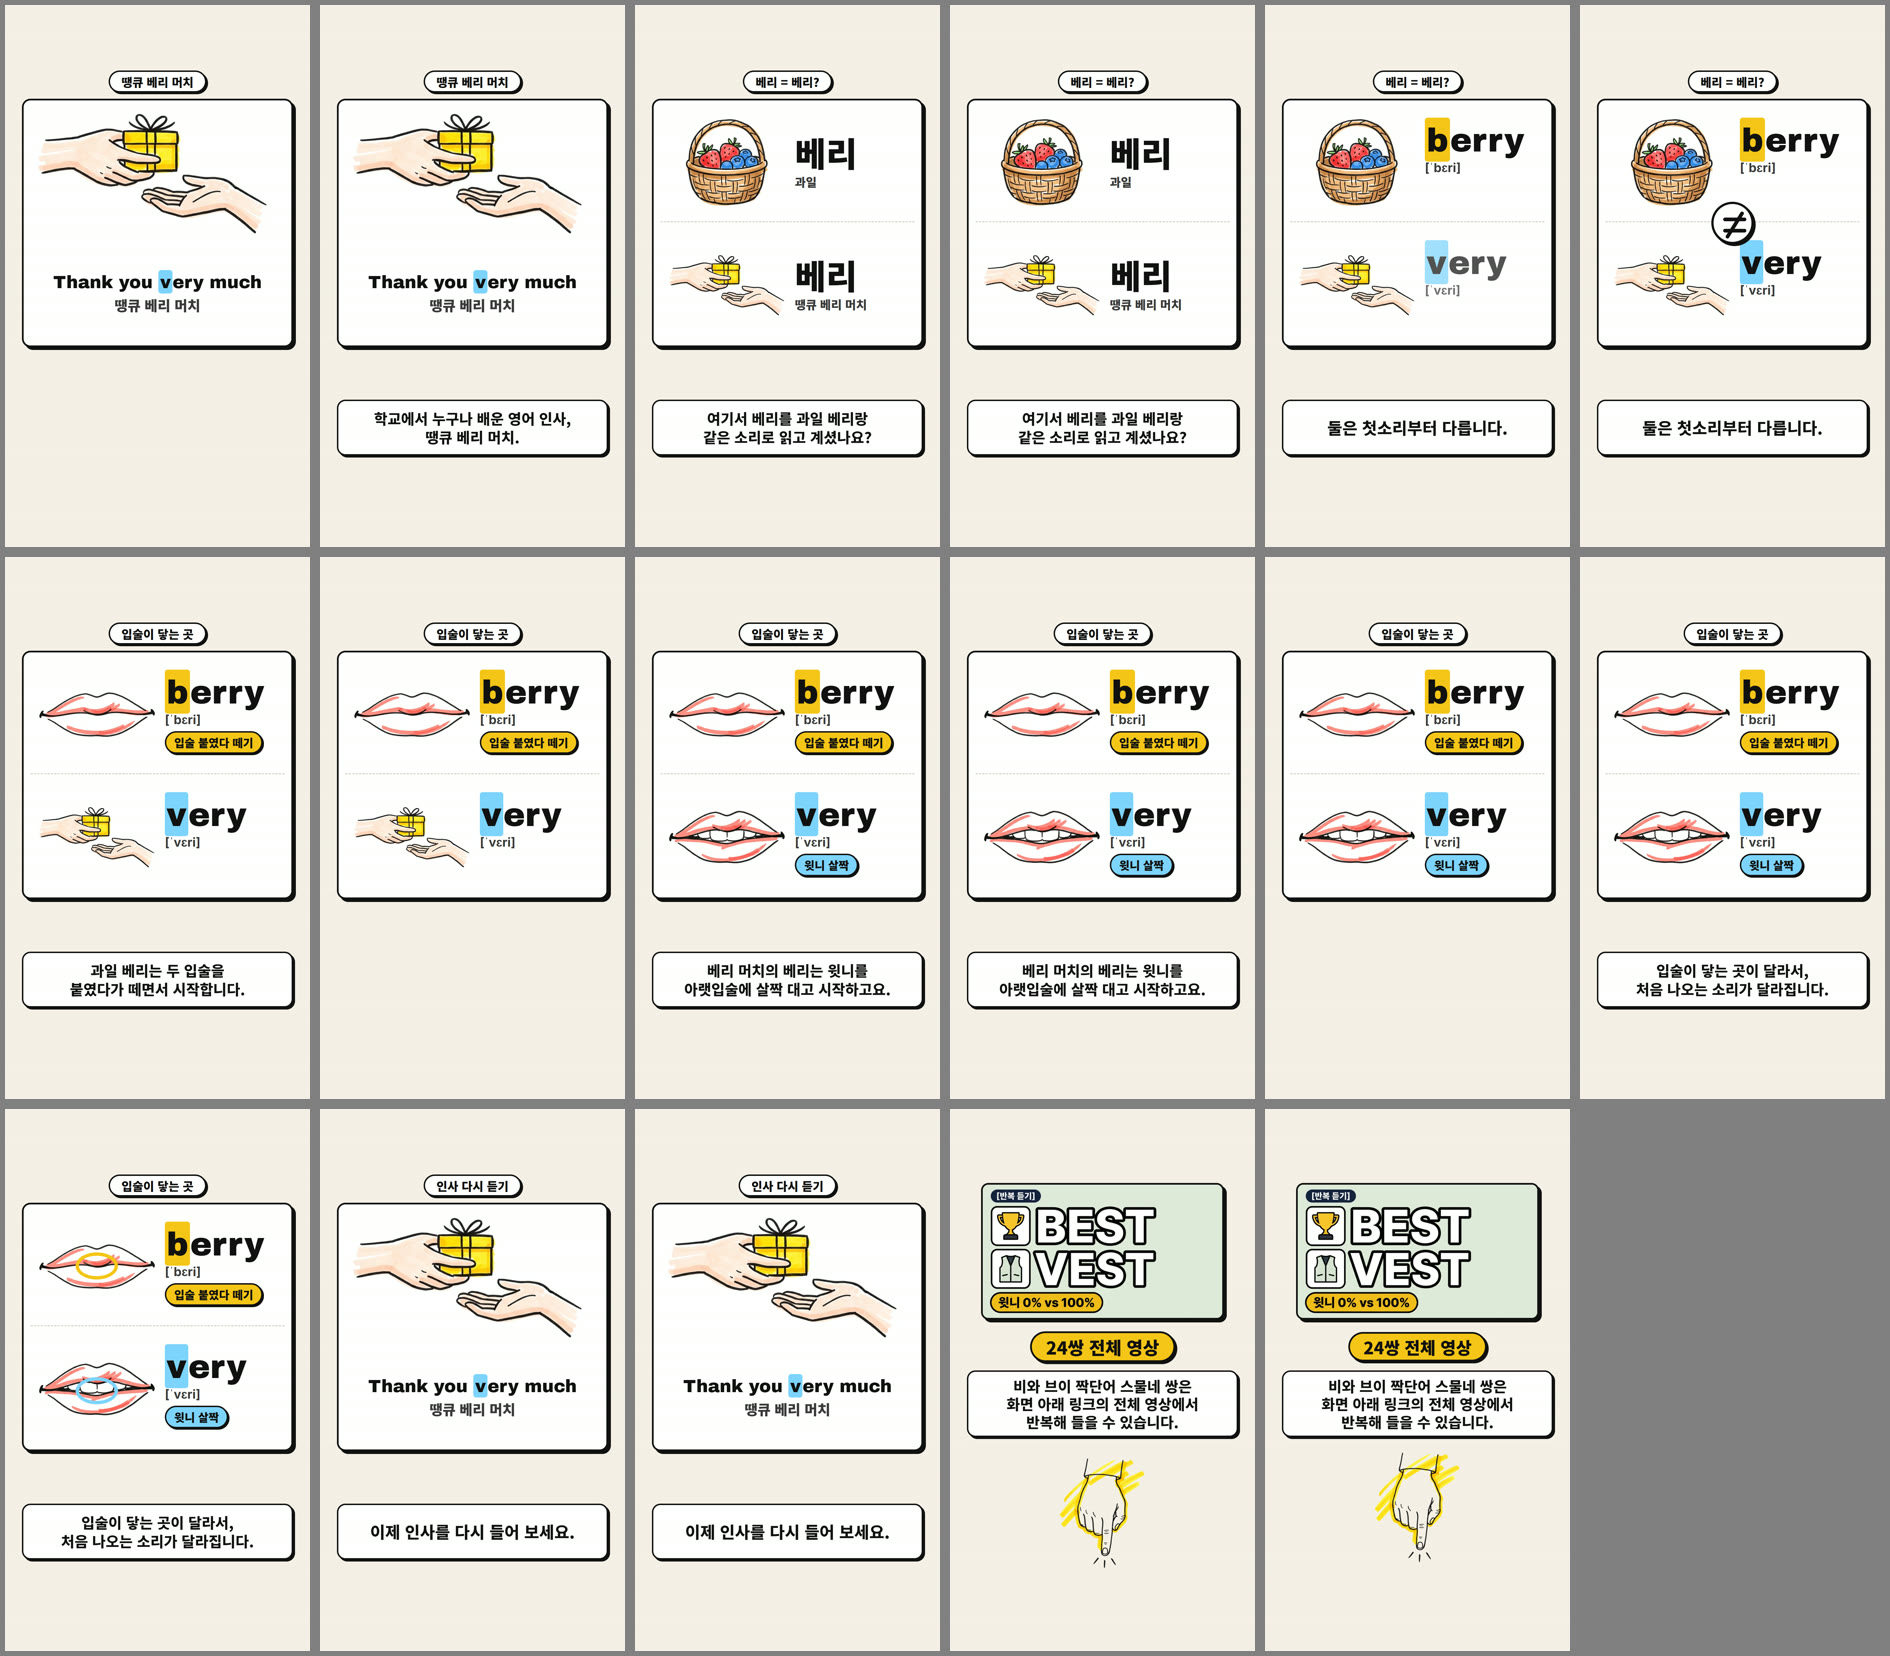 땡큐 베리 머치
Thank you very much
땡큐 베리 머치
땡큐 베리 머치
Thank you very much
땡큐 베리 머치
학교에서 누구나 배운 영어 인사,
땡큐 베리 머치.
베리 = 베리?
베리
과일
베리
땡큐 베리 머치
여기서 베리를 과일 베리랑
같은 소리로 읽고 계셨나요?
베리 = 베리?
베리
과일
베리
땡큐 베리 머치
여기서 베리를 과일 베리랑
같은 소리로 읽고 계셨나요?
베리 = 베리?
berry
[ˈbɛri]
very
[ˈvɛri]
둘은 첫소리부터 다릅니다.
베리 = 베리?
berry
[ˈbɛri]
≠
very
[ˈvɛri]
둘은 첫소리부터 다릅니다.
입술이 닿는 곳
berry
[ˈbɛri]
입술 붙였다 떼기
very
[ˈvɛri]
과일 베리는 두 입술을
붙였다가 떼면서 시작합니다.
입술이 닿는 곳
berry
[ˈbɛri]
입술 붙였다 떼기
very
[ˈvɛri]
입술이 닿는 곳
berry
[ˈbɛri]
입술 붙였다 떼기
very
[ˈvɛri]
윗니 살짝
베리 머치의 베리는 윗니를
아랫입술에 살짝 대고 시작하고요.
입술이 닿는 곳
berry
[ˈbɛri]
입술 붙였다 떼기
very
[ˈvɛri]
윗니 살짝
베리 머치의 베리는 윗니를
아랫입술에 살짝 대고 시작하고요.
입술이 닿는 곳
berry
[ˈbɛri]
입술 붙였다 떼기
very
[ˈvɛri]
윗니 살짝
입술이 닿는 곳
berry
[ˈbɛri]
입술 붙였다 떼기
very
[ˈvɛri]
윗니 살짝
입술이 닿는 곳이 달라서,
처음 나오는 소리가 달라집니다.
입술이 닿는 곳
berry
[ˈbɛri]
입술 붙였다 떼기
very
[ˈvɛri]
윗니 살짝
입술이 닿는 곳이 달라서,
처음 나오는 소리가 달라집니다.
인사 다시 듣기
Thank you very much
땡큐 베리 머치
이제 인사를 다시 들어 보세요.
인사 다시 듣기
Thank you very much
땡큐 베리 머치
이제 인사를 다시 들어 보세요.
[반복 듣기]
BEST
VEST
윗니 0% vs 100%
24쌍 전체 영상
비와 브이 짝단어 스물네 쌍은
화면 아래 링크의 전체 영상에서
반복해 들을 수 있습니다.
[반복 듣기]
BEST
VEST
윗니 0% vs 100%
24쌍 전체 영상
비와 브이 짝단어 스물네 쌍은
화면 아래 링크의 전체 영상에서
반복해 들을 수 있습니다.